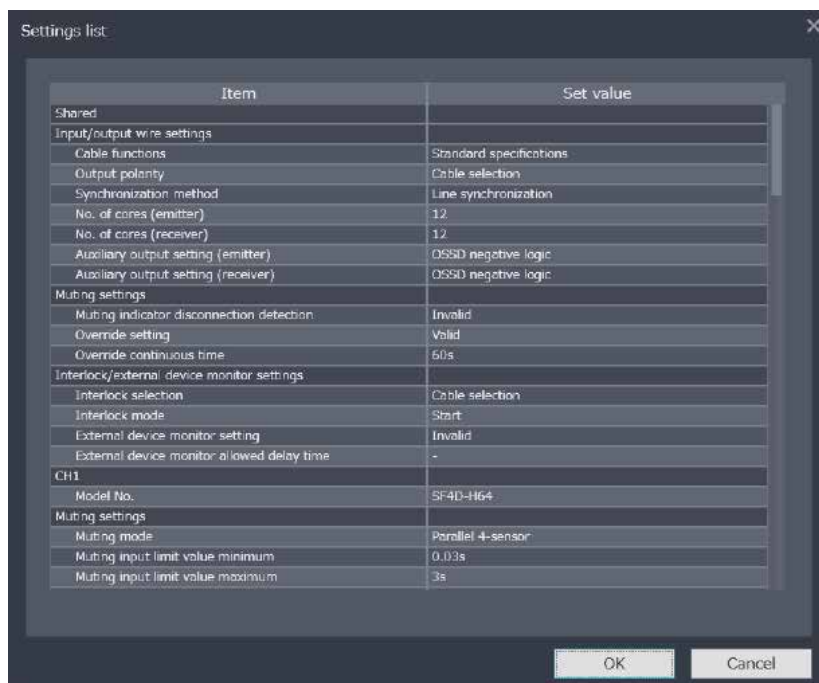 Settings list
Item Set value
Shared
Input/output wire settings
Cable functions Standard specifications
Output polarity Cable selection
Synchronization method Line synchronization
No. of cores (emitter) 12
No. of cores (receiver) 12
Auxiliary output setting (emitter) OSSD negative logic
Auxiliary output setting (receiver) OSSD negative logic
Muting settings
Muting indicator disconnection detection Invalid
Override setting Valid
Override continuous time 60s
Interlock/external device monitor settings
Interlock selection Cable selection
Interlock mode Start
External device monitor setting Invalid
External device monitor allowed delay time -
CH1
Model No. SF4D-H64
Muting settings
Muting mode Parallel 4-sensor
Muting input limit value minimum 0.03s
Muting input limit value maximum 3s
OK Cancel